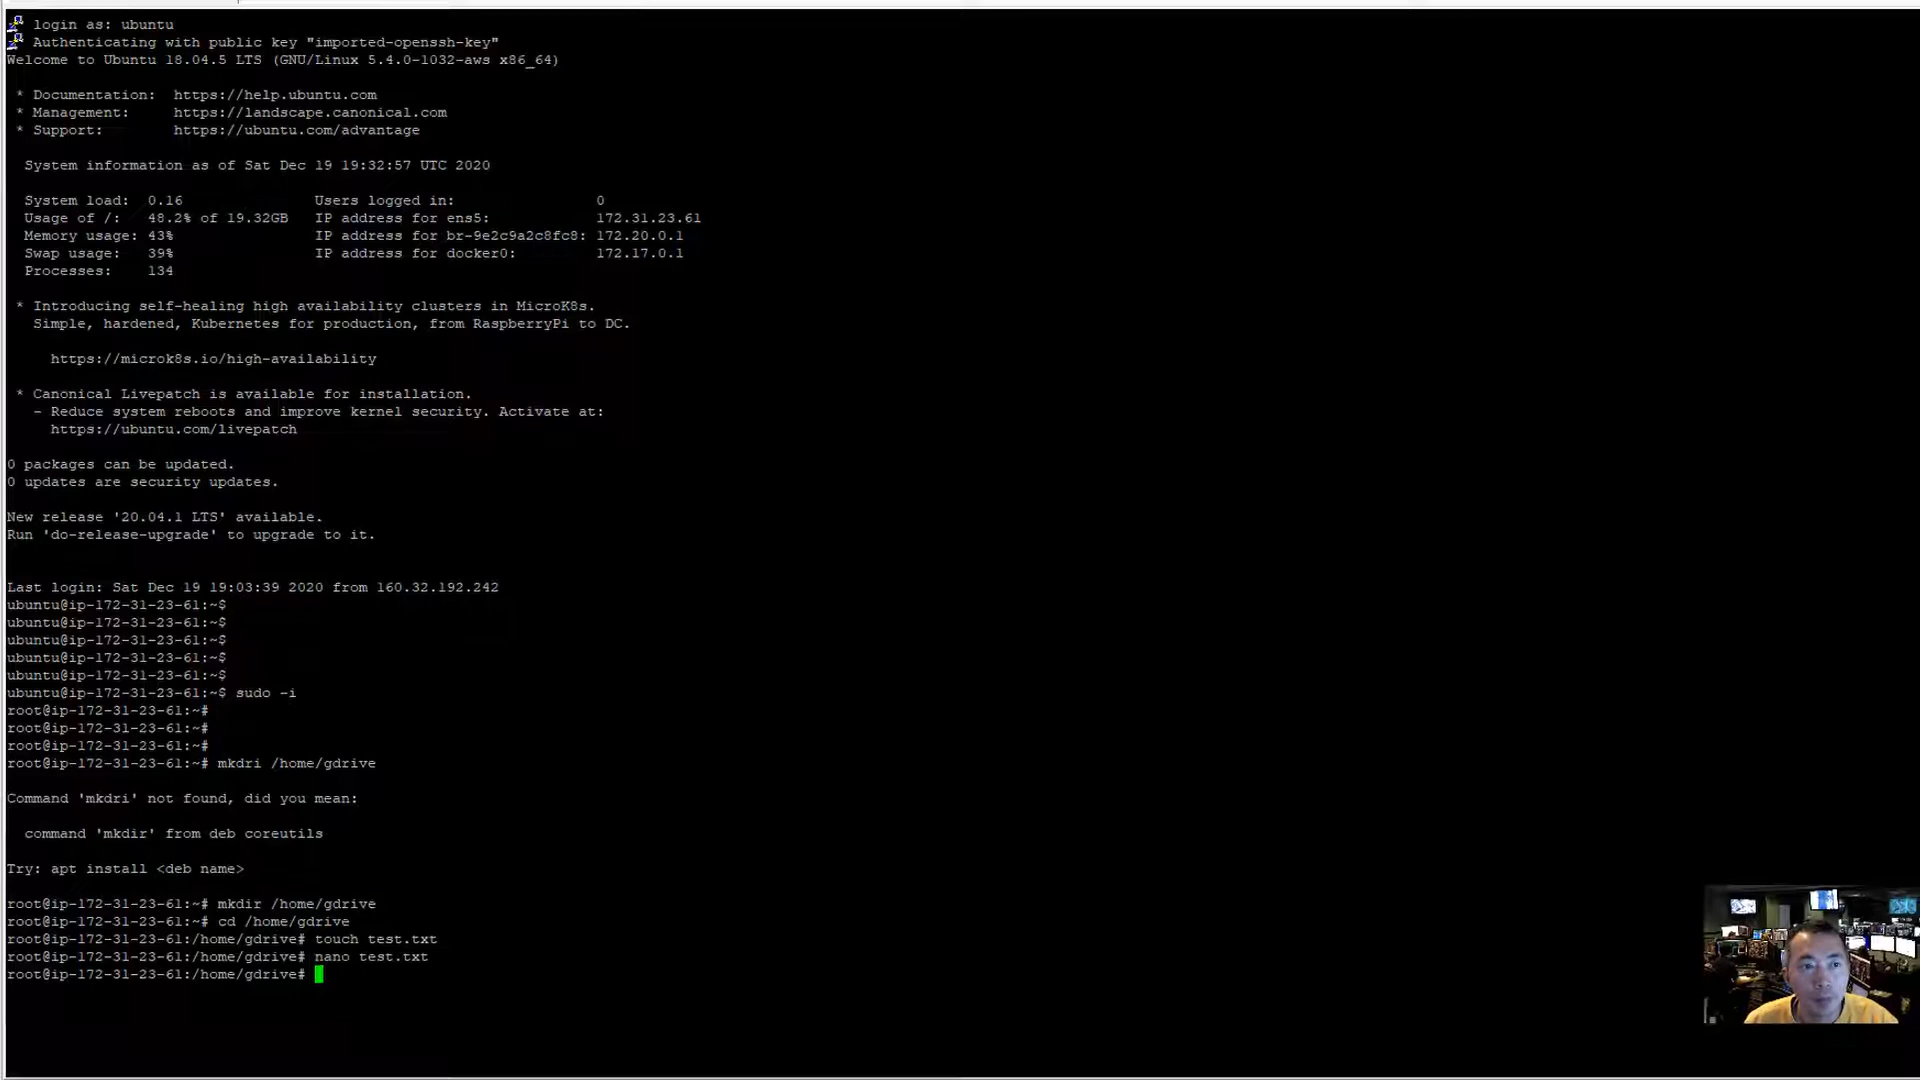 login as: ubuntu
Authenticating with public key "imported-openssh-key"
Welcome to Ubuntu 18.04.5 LTS (GNU/Linux 5.4.0-1032-aws x86_64)
* Documentation:  https://help.ubuntu.com
* Management:     https://landscape.canonical.com
* Support:        https://ubuntu.com/advantage
System information as of Sat Dec 19 19:32:57 UTC 2020
System load:  0.16                Users logged in:                0
Usage of /:   48.2% of 19.32GB   IP address for ens5:            172.31.23.61
Memory usage: 43%                IP address for br-9e2c9a2c8fc8: 172.20.0.1
Swap usage:   39%                IP address for docker0:         172.17.0.1
Processes:    134
* Introducing self-healing high availability clusters in MicroK8s.
Simple, hardened, Kubernetes for production, from RaspberryPi to DC.
https://microk8s.io/high-availability
* Canonical Livepatch is available for installation.
- Reduce system reboots and improve kernel security. Activate at:
https://ubuntu.com/livepatch
0 packages can be updated.
0 updates are security updates.
New release '20.04.1 LTS' available.
Run 'do-release-upgrade' to upgrade to it.
Last login: Sat Dec 19 19:03:39 2020 from 160.32.192.242
ubuntu@ip-172-31-23-61:~$
ubuntu@ip-172-31-23-61:~$
ubuntu@ip-172-31-23-61:~$
ubuntu@ip-172-31-23-61:~$
ubuntu@ip-172-31-23-61:~$
ubuntu@ip-172-31-23-61:~$ sudo -i
root@ip-172-31-23-61:~#
root@ip-172-31-23-61:~#
root@ip-172-31-23-61:~#
root@ip-172-31-23-61:~# mkdri /home/gdrive
Command 'mkdri' not found, did you mean:
command 'mkdir' from deb coreutils
Try: apt install <deb name>
root@ip-172-31-23-61:~# mkdir /home/gdrive
root@ip-172-31-23-61:~# cd /home/gdrive
root@ip-172-31-23-61:/home/gdrive# touch test.txt
root@ip-172-31-23-61:/home/gdrive# nano test.txt
root@ip-172-31-23-61:/home/gdrive#